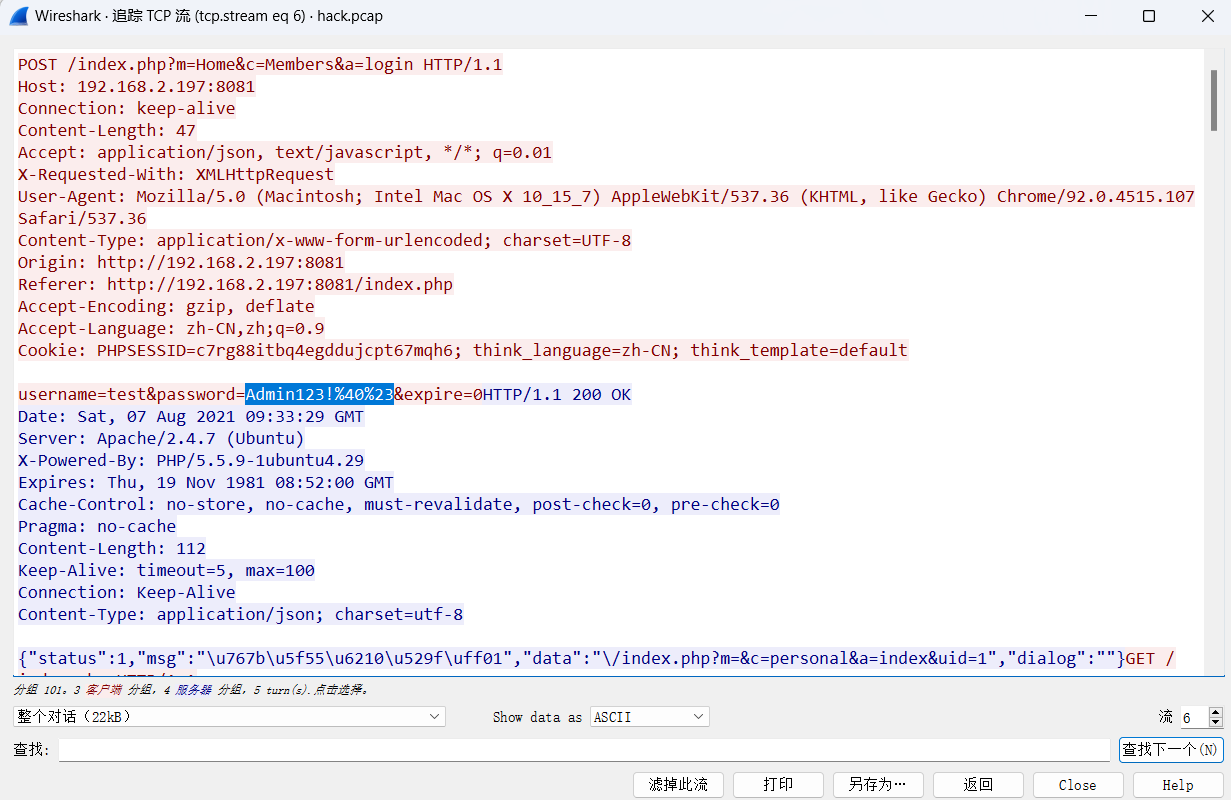 Wireshark · 追踪 TCP 流 (tcp.stream eq 6) · hack.pcap
POST /index.php?m=Home&c=Members&a=login HTTP/1.1
Host: 192.168.2.197:8081
Connection: keep-alive
Content-Length: 47
Accept: application/json, text/javascript, */*; q=0.01
X-Requested-With: XMLHttpRequest
User-Agent: Mozilla/5.0 (Macintosh; Intel Mac OS X 10_15_7) AppleWebKit/537.36 (KHTML, like Gecko) Chrome/92.0.4515.107
Safari/537.36
Content-Type: application/x-www-form-urlencoded; charset=UTF-8
Origin: http://192.168.2.197:8081
Referer: http://192.168.2.197:8081/index.php
Accept-Encoding: gzip, deflate
Accept-Language: zh-CN,zh;q=0.9
Cookie: PHPSESSID=c7rg88itbq4egddujcpt67mqh6; think_language=zh-CN; think_template=default
username=test&password=Admin123!%40%23&expire=0HTTP/1.1 200 OK
Date: Sat, 07 Aug 2021 09:33:29 GMT
Server: Apache/2.4.7 (Ubuntu)
X-Powered-By: PHP/5.5.9-1ubuntu4.29
Expires: Thu, 19 Nov 1981 08:52:00 GMT
Cache-Control: no-store, no-cache, must-revalidate, post-check=0, pre-check=0
Pragma: no-cache
Content-Length: 112
Keep-Alive: timeout=5, max=100
Connection: Keep-Alive
Content-Type: application/json; charset=utf-8
{"status":1,"msg":"\u767b\u5f55\u6210\u529f\uff01","data":"\/index.php?m=&c=personal&a=index&uid=1","dialog":""}GET /
分组 101。3 客户端 分组，4 服务器 分组，5 turn(s).点击选择。
整个对话（22kB） Show data as ASCII 流 6
查找: 查找下一个(N)
滤掉此流 打印 另存为… 返回 Close Help